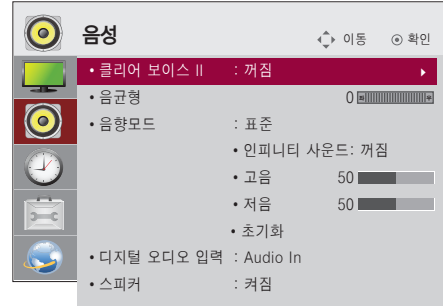 음성 이동 확인
• 클리어 보이스 II : 꺼짐
• 음균형 0
• 음향모드 : 표준
• 인피니티 사운드: 꺼짐
• 고음 50
• 저음 50
• 초기화
• 디지털 오디오 입력 : Audio In
• 스피커 : 켜짐